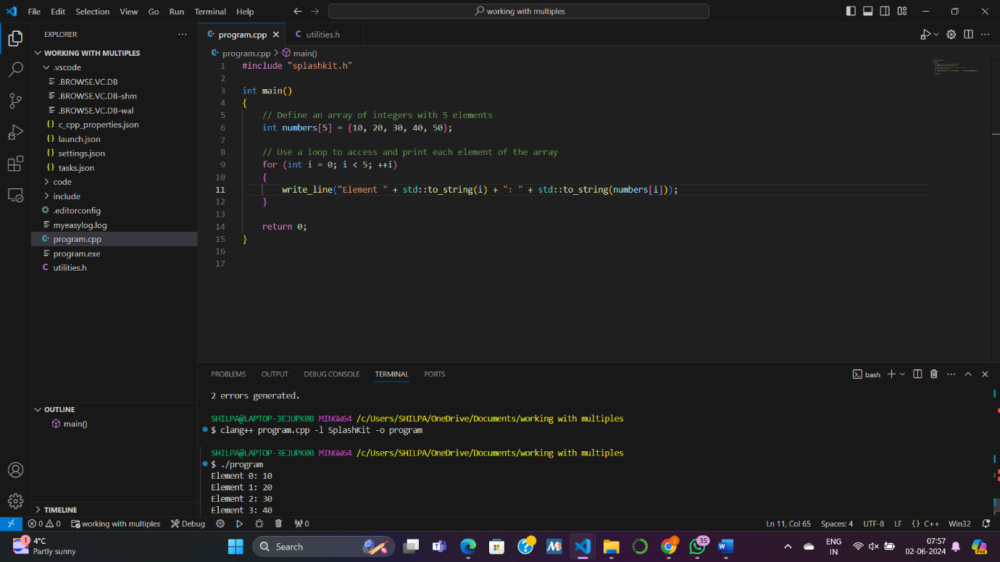 File Edit Selection View Go Run Terminal Help
working with multiples
EXPLORER
WORKING WITH MULTIPLES
.vscode
.BROWSE.VC.DB
.BROWSE.VC.DB-shm
.BROWSE.VC.DB-wal
{} c_cpp_properties.json
{} launch.json
{} settings.json
{} tasks.json
code
include
.editorconfig
myeasylog.log
program.cpp
program.exe
C utilities.h
OUTLINE
main()
TIMELINE
program.cpp
C utilities.h
program.cpp > main()
1 #include "splashkit.h"
2
3 int main()
4 {
5 // Define an array of integers with 5 elements
6 int numbers[5] = {10, 20, 30, 40, 50};
7
8 // Use a loop to access and print each element of the array
9 for (int i = 0; i < 5; ++i)
10 {
11 write_line("Element " + std::to_string(i) + ": " + std::to_string(numbers[i]));
12 }
13
14 return 0;
15 }
16
17
PROBLEMS OUTPUT DEBUG CONSOLE TERMINAL PORTS
bash
2 errors generated.
SHILPA@LAPTOP-3EJUPK0B MINGW64 /c/Users/SHILPA/OneDrive/Documents/working with multiples
$ clang++ program.cpp -l SplashKit -o program
SHILPA@LAPTOP-3EJUPK0B MINGW64 /c/Users/SHILPA/OneDrive/Documents/working with multiples
$ ./program
Element 0: 10
Element 1: 20
Element 2: 30
Element 3: 40
0 0 working with multiples Debug 0
Ln 11, Col 65 Spaces: 4 UTF-8 LF {} C++ Win32
1
4°C
Partly sunny
Search
35
ENG
IN
07:57
02-06-2024
PRE